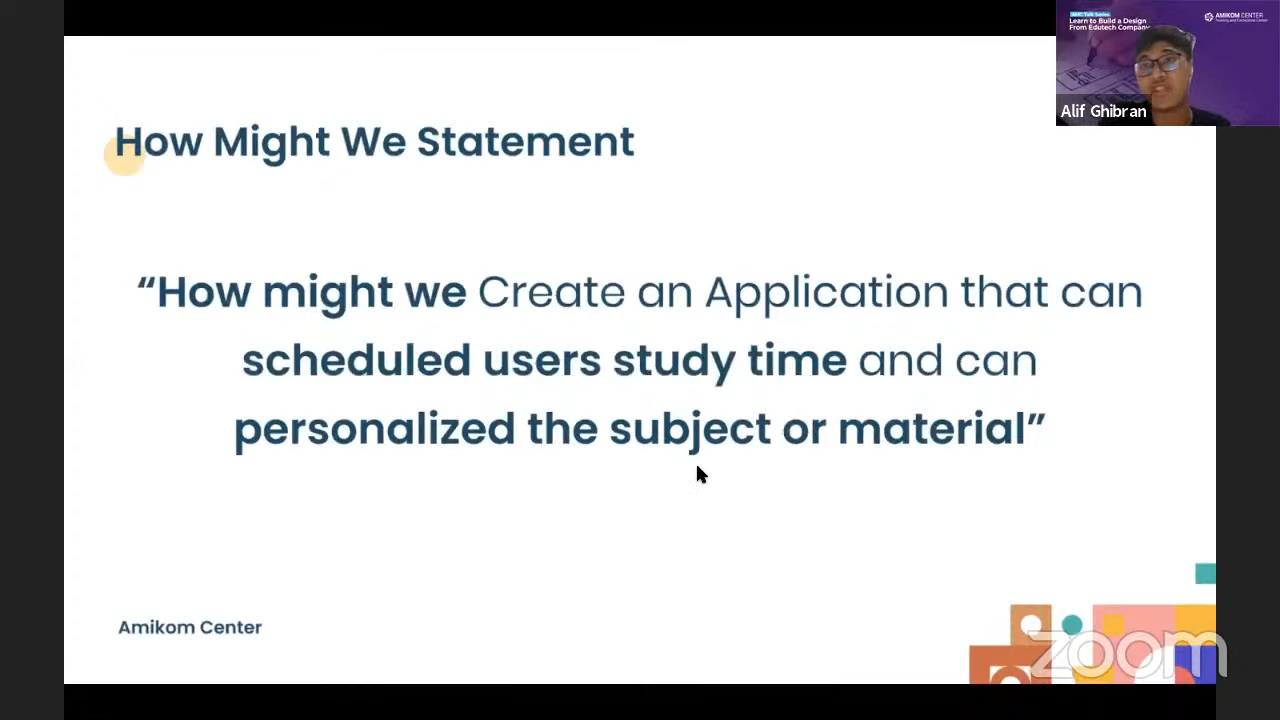 Learn to Build a Design
From Edutech Company
AMIKOM CENTER
Alif Ghibran
How Might We Statement
“How might we Create an Application that can
scheduled users study time and can
personalized the subject or material”
Amikom Center
zoom